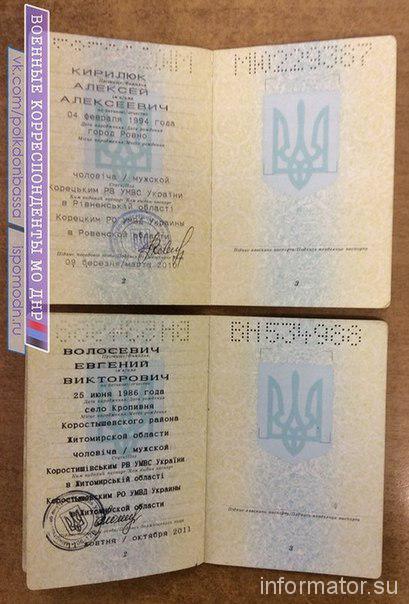 ВОЕННЫЕ КОРРЕСПОНДЕНТЫ МО ДНР
vk.com/polkdonbassa // ispomoch.ru
МЮ229367
КИРИЛЮК
АЛЕКСЕЙ
АЛЕКСЕЕВИЧ
04 февраля 1994 года
город Ровно
чоловіча / мужской
Корецьким РВ УМВС України
в Рівненській області
Корецким РО УМВД Украины
в Ровенской области
09 березня/марта 2010
2
3
534988
ВОЛОСЕВИЧ
ЕВГЕНИЙ
ВИКТОРОВИЧ
25 июня 1986 года
село Кропивня
Коростышевского района
Житомирской области
чоловіча / мужской
Коростишівським РВ УМВС України
в Житомирській області
Коростышевским РО УМВД Украины
в Житомирской области
жовтня / октября 2011
2
3
informator.su